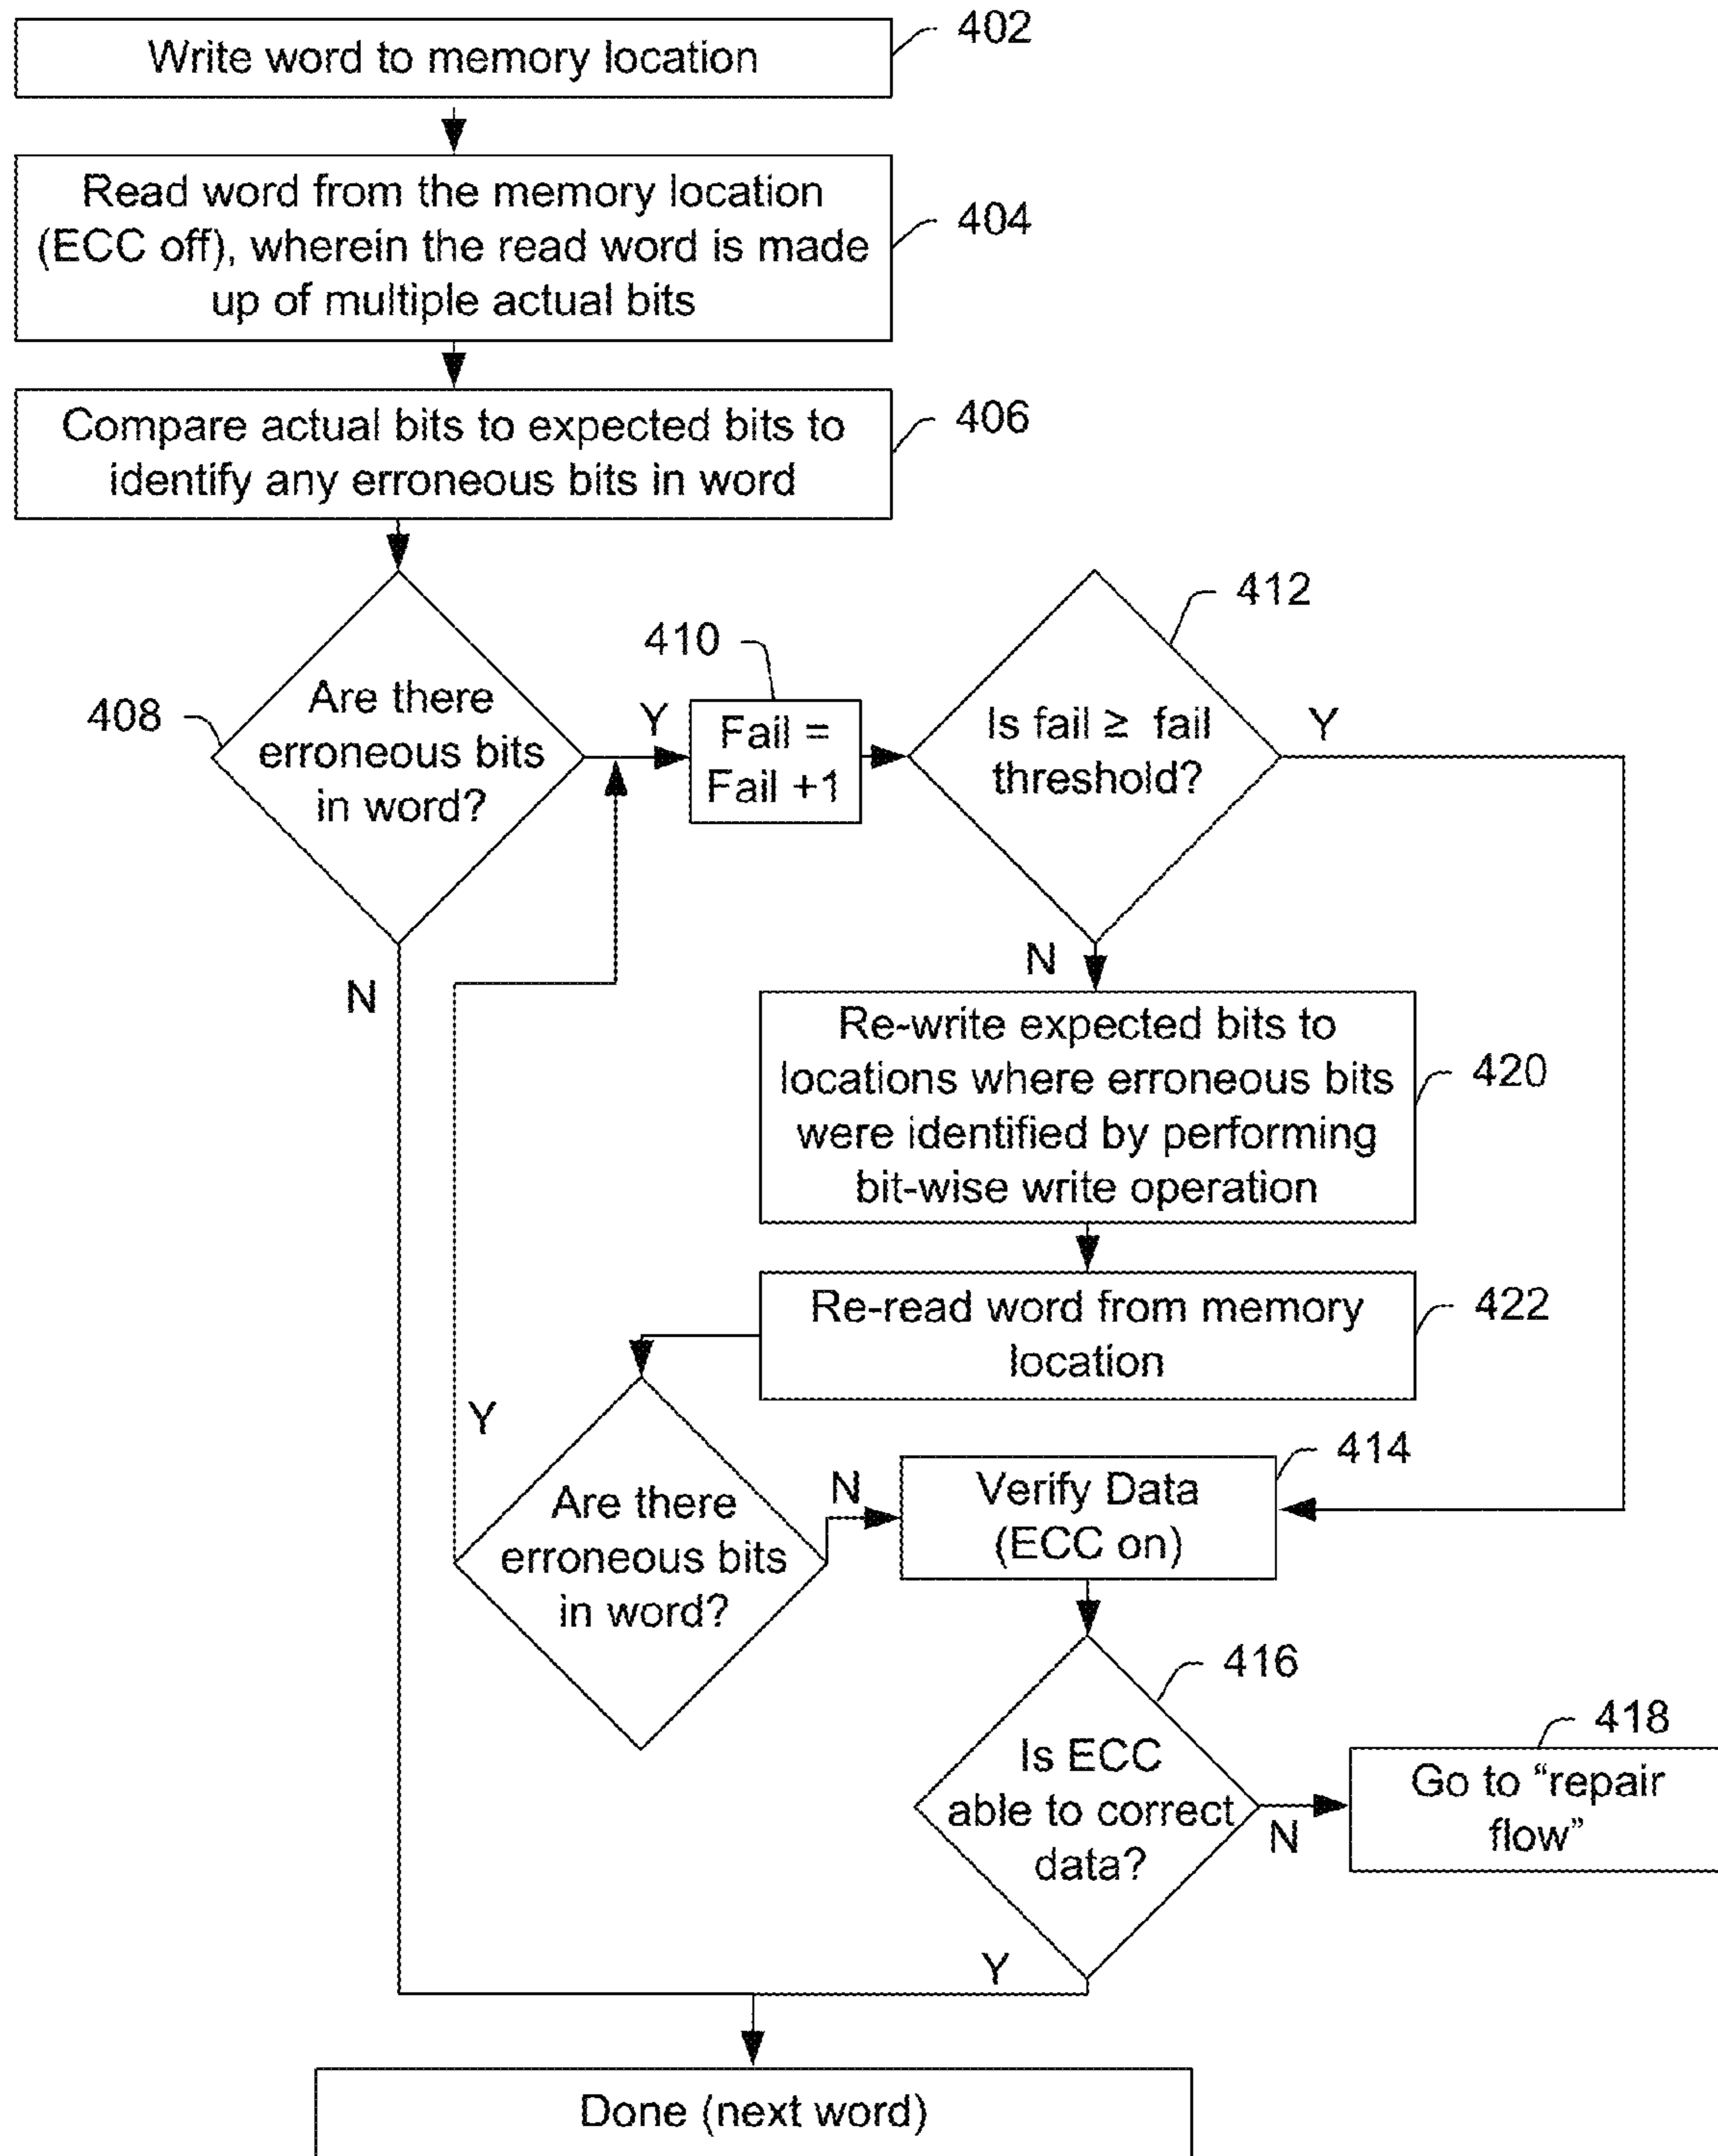 Write word to memory location
402
Read word from the memory location
(ECC off), wherein the read word is made
up of multiple actual bits
404
Compare actual bits to expected bits to
identify any erroneous bits in word
406
408
Are there
erroneous bits
in word?
Y
N
410
Fail =
Fail +1
412
Is fail ≥ fail
threshold?
Y
N
Re-write expected bits to
locations where erroneous bits
were identified by performing
bit-wise write operation
420
Re-read word from memory
location
422
Y
Are there
erroneous bits
in word?
N
Verify Data
(ECC on)
414
416
Is ECC
able to correct
data?
N
418
Go to “repair
flow”
Y
Done (next word)